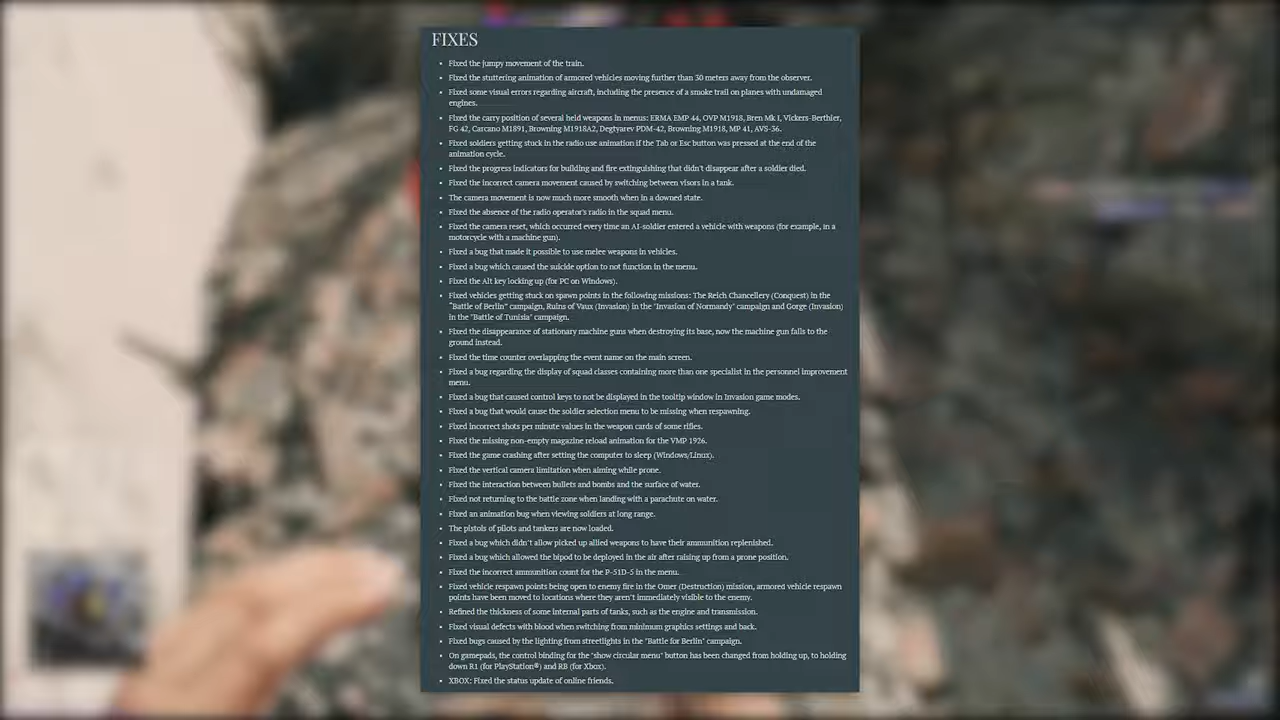 FIXES
• Fixed the jumpy movement of the train.
• Fixed the stuttering animation of armored vehicles moving further than 30 meters away from the observer.
• Fixed some visual errors regarding aircraft, including the presence of a smoke trail on planes with undamaged
engines.
• Fixed the carry position of several held weapons in menus: ERMA EMP 44, OVP M1918, Bren Mk I, Vickers-Berthier,
FG 42, Carcano M1891, Browning M1918A2, Degtyarev PDM-42, Browning M1918, MP 41, AVS-36.
• Fixed soldiers getting stuck in the radio use animation if the Tab or Esc button was pressed at the end of the
animation cycle.
• Fixed the progress indicators for building and fire extinguishing that didn't disappear after a soldier died.
• Fixed the incorrect camera movement caused by switching between visors in a tank.
• The camera movement is now much more smooth when in a downed state.
• Fixed the absence of the radio operator's radio in the squad menu.
• Fixed the camera reset, which occurred every time an AI-soldier entered a vehicle with weapons (for example, in a
motorcycle with a machine gun).
• Fixed a bug that made it possible to use melee weapons in vehicles.
• Fixed a bug which caused the suicide option to not function in the menu.
• Fixed the Alt key locking up (for PC on Windows).
• Fixed vehicles getting stuck on spawn points in the following missions: The Reich Chancellery (Conquest) in the
"Battle of Berlin" campaign, Ruins of Vaux (Invasion) in the "Invasion of Normandy" campaign and Gorge (Invasion)
in the "Battle of Tunisia" campaign.
• Fixed the disappearance of stationary machine guns when destroying its base, now the machine gun falls to the
ground instead.
• Fixed the time counter overlapping the event name on the main screen.
• Fixed a bug regarding the display of squad classes containing more than one specialist in the personnel improvement
menu.
• Fixed a bug that caused control keys to not be displayed in the tooltip window in Invasion game modes.
• Fixed a bug that would cause the soldier selection menu to be missing when respawning.
• Fixed incorrect shots per minute values in the weapon cards of some rifles.
• Fixed the missing non-empty magazine reload animation for the VMP 1926.
• Fixed the game crashing after setting the computer to sleep (Windows/Linux).
• Fixed the vertical camera limitation when aiming while prone.
• Fixed the interaction between bullets and bombs and the surface of water.
• Fixed not returning to the battle zone when landing with a parachute on water.
• Fixed an animation bug when viewing soldiers at long range.
• The pistols of pilots and tankers are now loaded.
• Fixed a bug which didn't allow picked up allied weapons to have their ammunition replenished.
• Fixed a bug which allowed the bipod to be deployed in the air after raising up from a prone position.
• Fixed the incorrect ammunition count for the P-51D-5 in the menu.
• Fixed vehicle respawn points being open to enemy fire in the Omer (Destruction) mission, armored vehicle respawn
points have been moved to locations where they aren't immediately visible to the enemy.
• Refined the thickness of some internal parts of tanks, such as the engine and transmission.
• Fixed visual defects with blood when switching from minimum graphics settings and back.
• Fixed bugs caused by the lighting from streetlights in the "Battle for Berlin" campaign.
• On gamepads, the control binding for the "show circular menu" button has been changed from holding up, to holding
down R1 (for PlayStation®) and RB (for Xbox).
• XBOX: Fixed the status update of online friends.